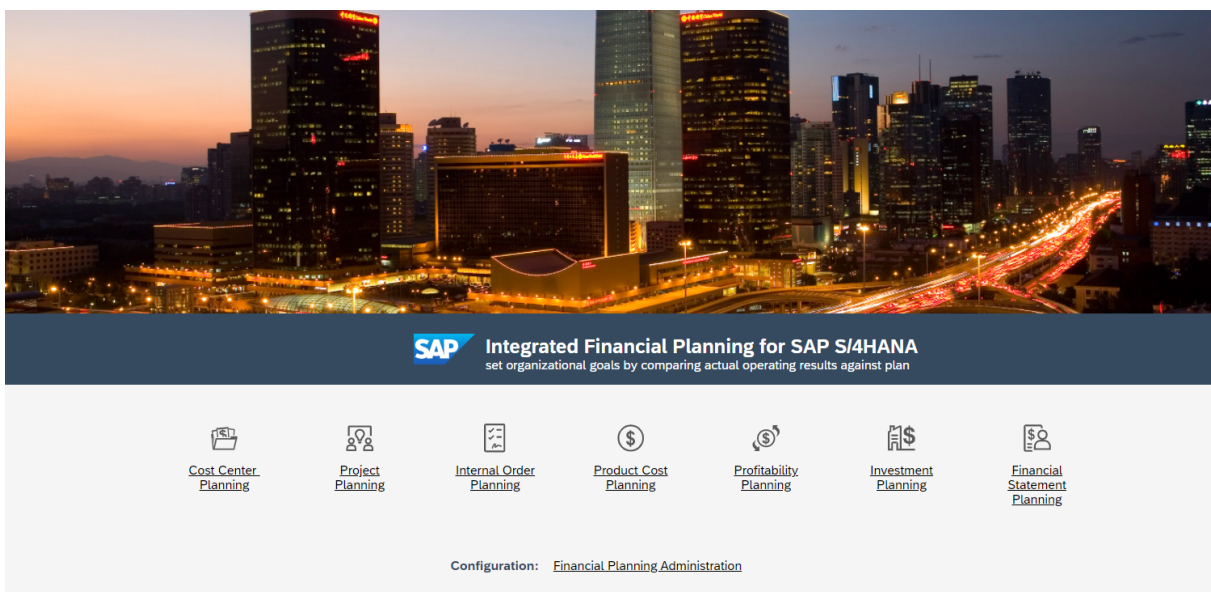 SAP
Integrated Financial Planning for SAP S/4HANA
set organizational goals by comparing actual operating results against plan
Cost Center
Planning
Project
Planning
Internal Order
Planning
Product Cost
Planning
Profitability
Planning
Investment
Planning
Financial
Statement
Planning
Configuration: Financial Planning Administration